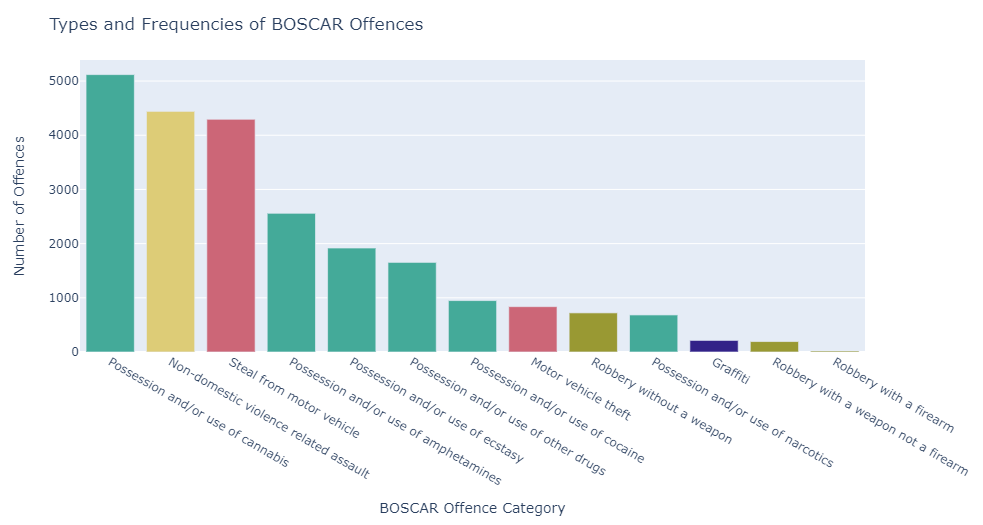 Types and Frequencies of BOSCAR Offences
Number of Offences
5000
4000
3000
2000
1000
0
Possession and/or use of cannabis
Non-domestic violence related assault
Steal from motor vehicle
Possession and/or use of amphetamines
Possession and/or use of ecstasy
Possession and/or use of other drugs
Possession and/or use of cocaine
Motor vehicle theft
Robbery without a weapon
Possession and/or use of narcotics
Graffiti
Robbery with a weapon not a firearm
Robbery with a firearm
BOSCAR Offence Category